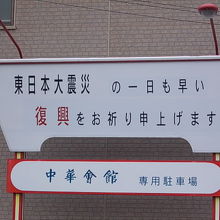 東日本大震災 の一日も早い
復興をお祈り申上げます
中華會館 専用駐車場